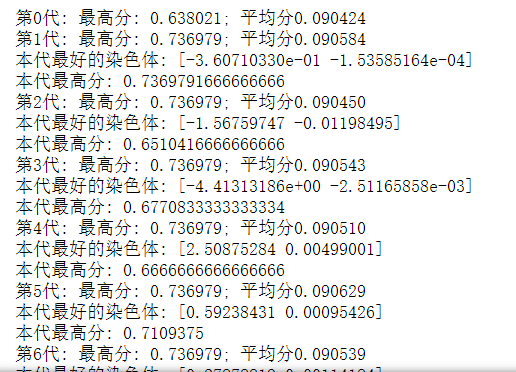 第0代: 最高分: 0.638021; 平均分0.090424
第1代: 最高分: 0.736979; 平均分0.090584
本代最好的染色体: [-3.60710330e-01 -1.53585164e-04]
本代最高分: 0.7369791666666666
第2代: 最高分: 0.736979; 平均分0.090450
本代最好的染色体: [-1.56759747 -0.01198495]
本代最高分: 0.6510416666666666
第3代: 最高分: 0.736979; 平均分0.090543
本代最好的染色体: [-4.41313186e+00 -2.51165858e-03]
本代最高分: 0.6770833333333334
第4代: 最高分: 0.736979; 平均分0.090510
本代最好的染色体: [2.50875284 0.00499001]
本代最高分: 0.6666666666666666
第5代: 最高分: 0.736979; 平均分0.090629
本代最好的染色体: [0.59238431 0.00095426]
本代最高分: 0.7109375
第6代: 最高分: 0.736979; 平均分0.090539